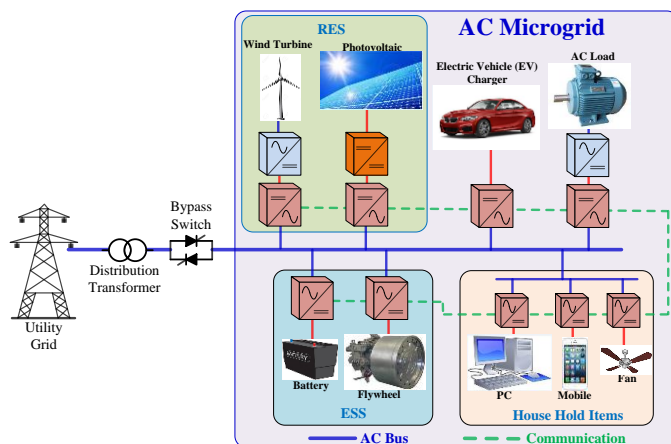 AC Microgrid
RES
Wind Turbine
Photovoltaic
Electric Vehicle (EV)
Charger
AC Load
Bypass
Switch
Distribution
Transformer
Utility
Grid
Battery
Flywheel
ESS
PC
Mobile
Fan
House Hold Items
AC Bus
Communication